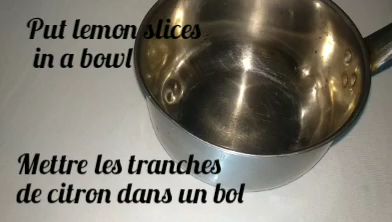 Put lemon slices
in a bowl
Mettre les tranches
de citron dans un bol